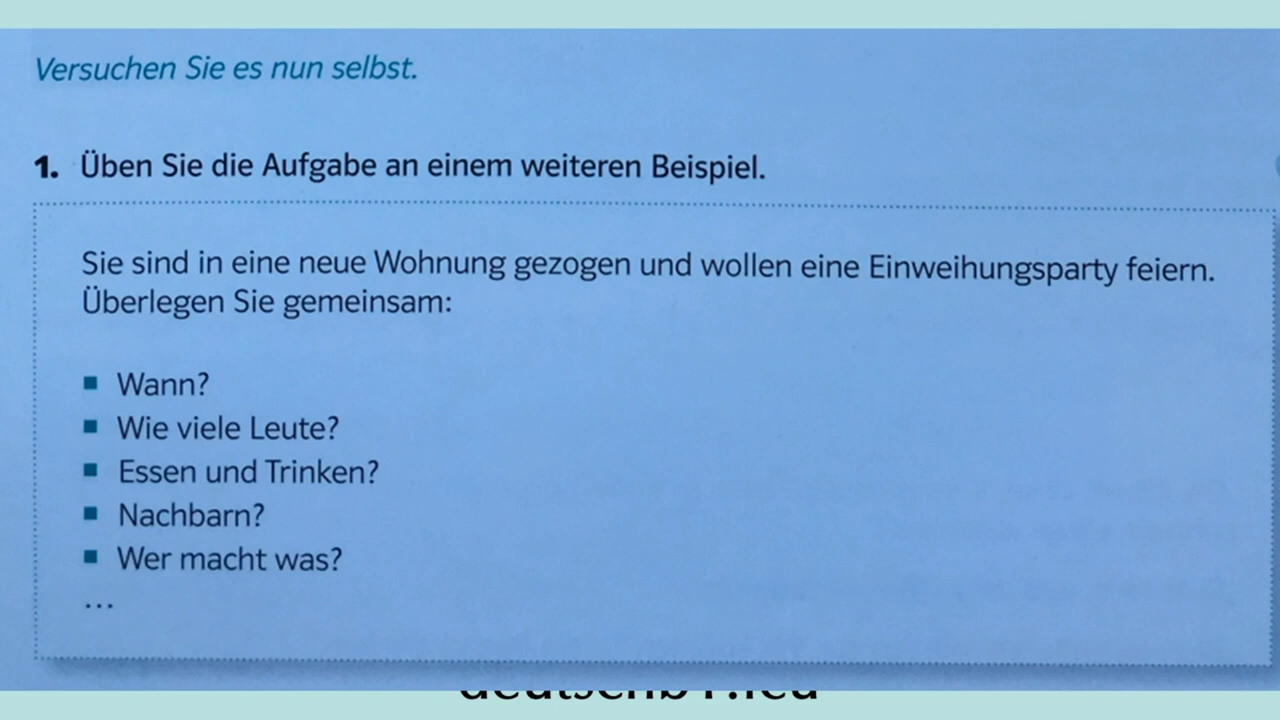 Versuchen Sie es nun selbst.
1. Üben Sie die Aufgabe an einem weiteren Beispiel.
Sie sind in eine neue Wohnung gezogen und wollen eine Einweihungsparty feiern.
Überlegen Sie gemeinsam:
▪ Wann?
▪ Wie viele Leute?
▪ Essen und Trinken?
▪ Nachbarn?
▪ Wer macht was?
...